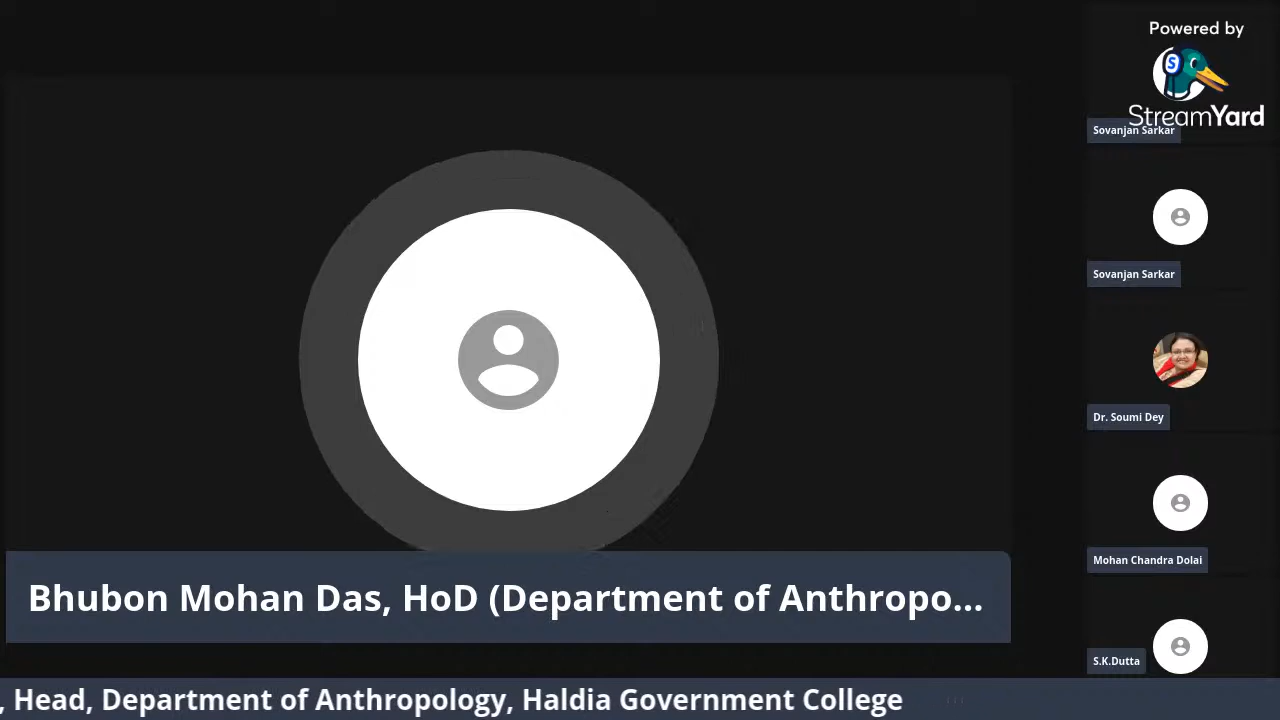 Powered by
S
StreamYard
Sovanjan Sarkar
Sovanjan Sarkar
Dr. Soumi Dey
Mohan Chandra Dolai
S.K.Dutta
Bhubon Mohan Das, HoD (Department of Anthropo...
, Head, Department of Anthropology, Haldia Government College